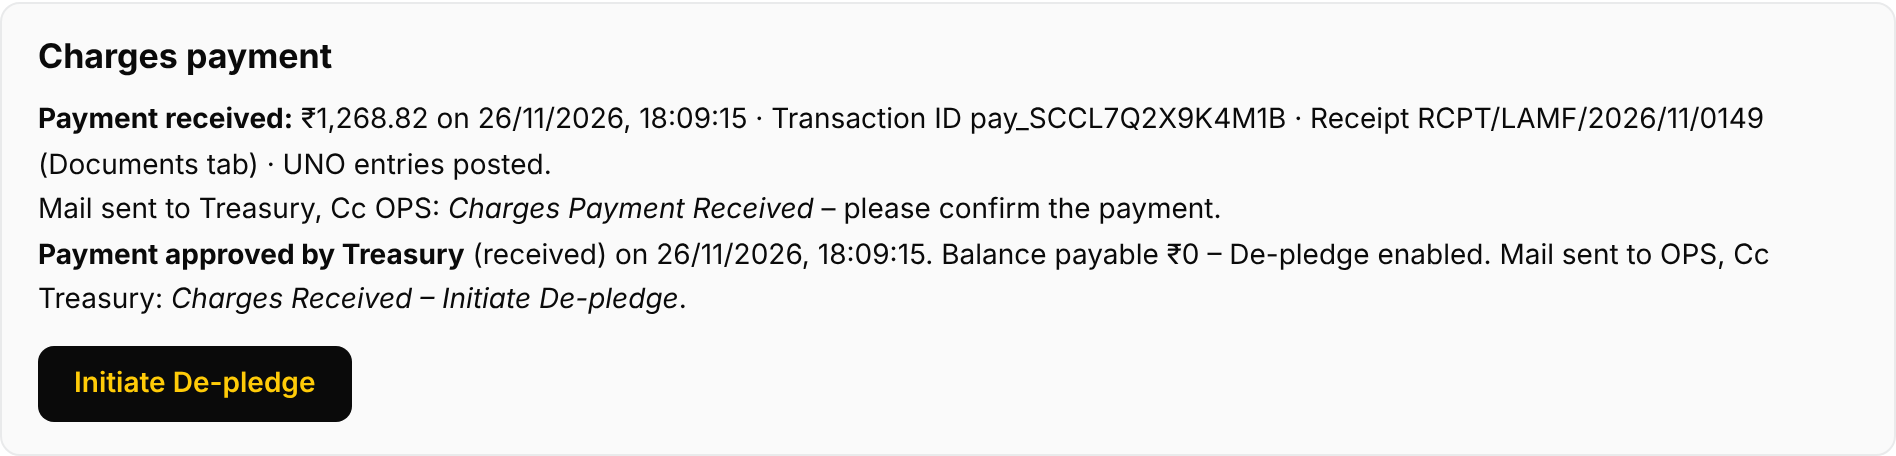 Charges payment
Payment received: ₹1,268.82 on 26/11/2026, 18:09:15 · Transaction ID pay_SCCL7Q2X9K4M1B · Receipt RCPT/LAMF/2026/11/0149
(Documents tab) · UNO entries posted.
Mail sent to Treasury, Cc OPS: Charges Payment Received – please confirm the payment.
Payment approved by Treasury (received) on 26/11/2026, 18:09:15. Balance payable ₹0 – De-pledge enabled. Mail sent to OPS, Cc
Treasury: Charges Received – Initiate De-pledge.
Initiate De-pledge